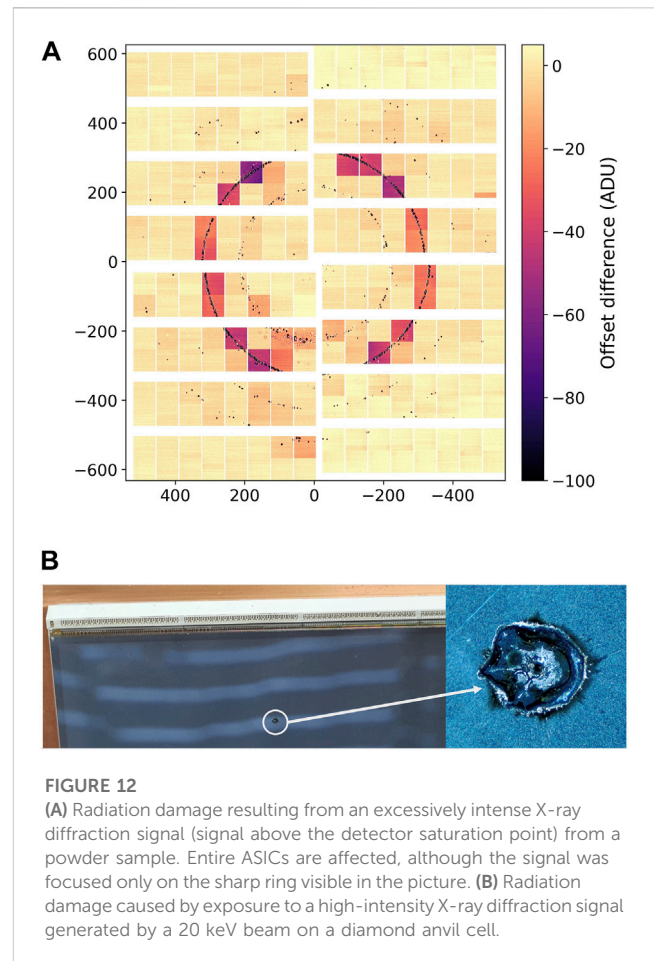 A
600
400
200
0
−200
−400
−600
400 200 0 −200 −400
0
−20
−40
−60
−80
−100
Offset difference (ADU)
B
FIGURE 12
(A) Radiation damage resulting from an excessively intense X-ray
diffraction signal (signal above the detector saturation point) from a
powder sample. Entire ASICs are affected, although the signal was
focused only on the sharp ring visible in the picture. (B) Radiation
damage caused by exposure to a high-intensity X-ray diffraction signal
generated by a 20 keV beam on a diamond anvil cell.